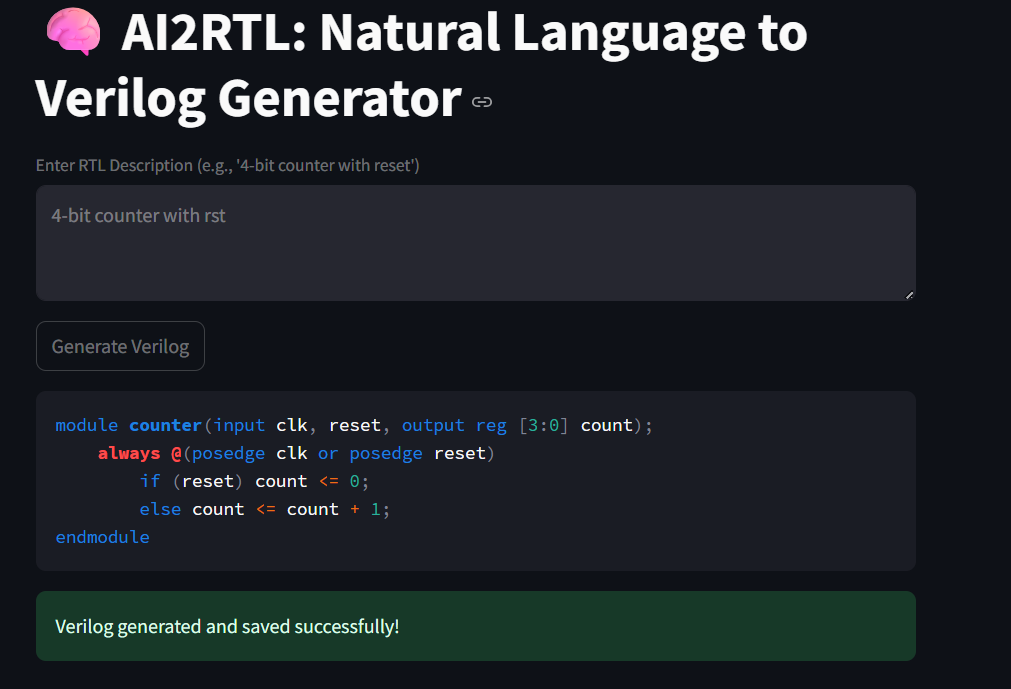 🧠 AI2RTL: Natural Language to
Verilog Generator
Enter RTL Description (e.g., '4-bit counter with reset')
4-bit counter with rst
Generate Verilog
module counter(input clk, reset, output reg [3:0] count);
    always @(posedge clk or posedge reset)
        if (reset) count <= 0;
        else count <= count + 1;
endmodule
Verilog generated and saved successfully!